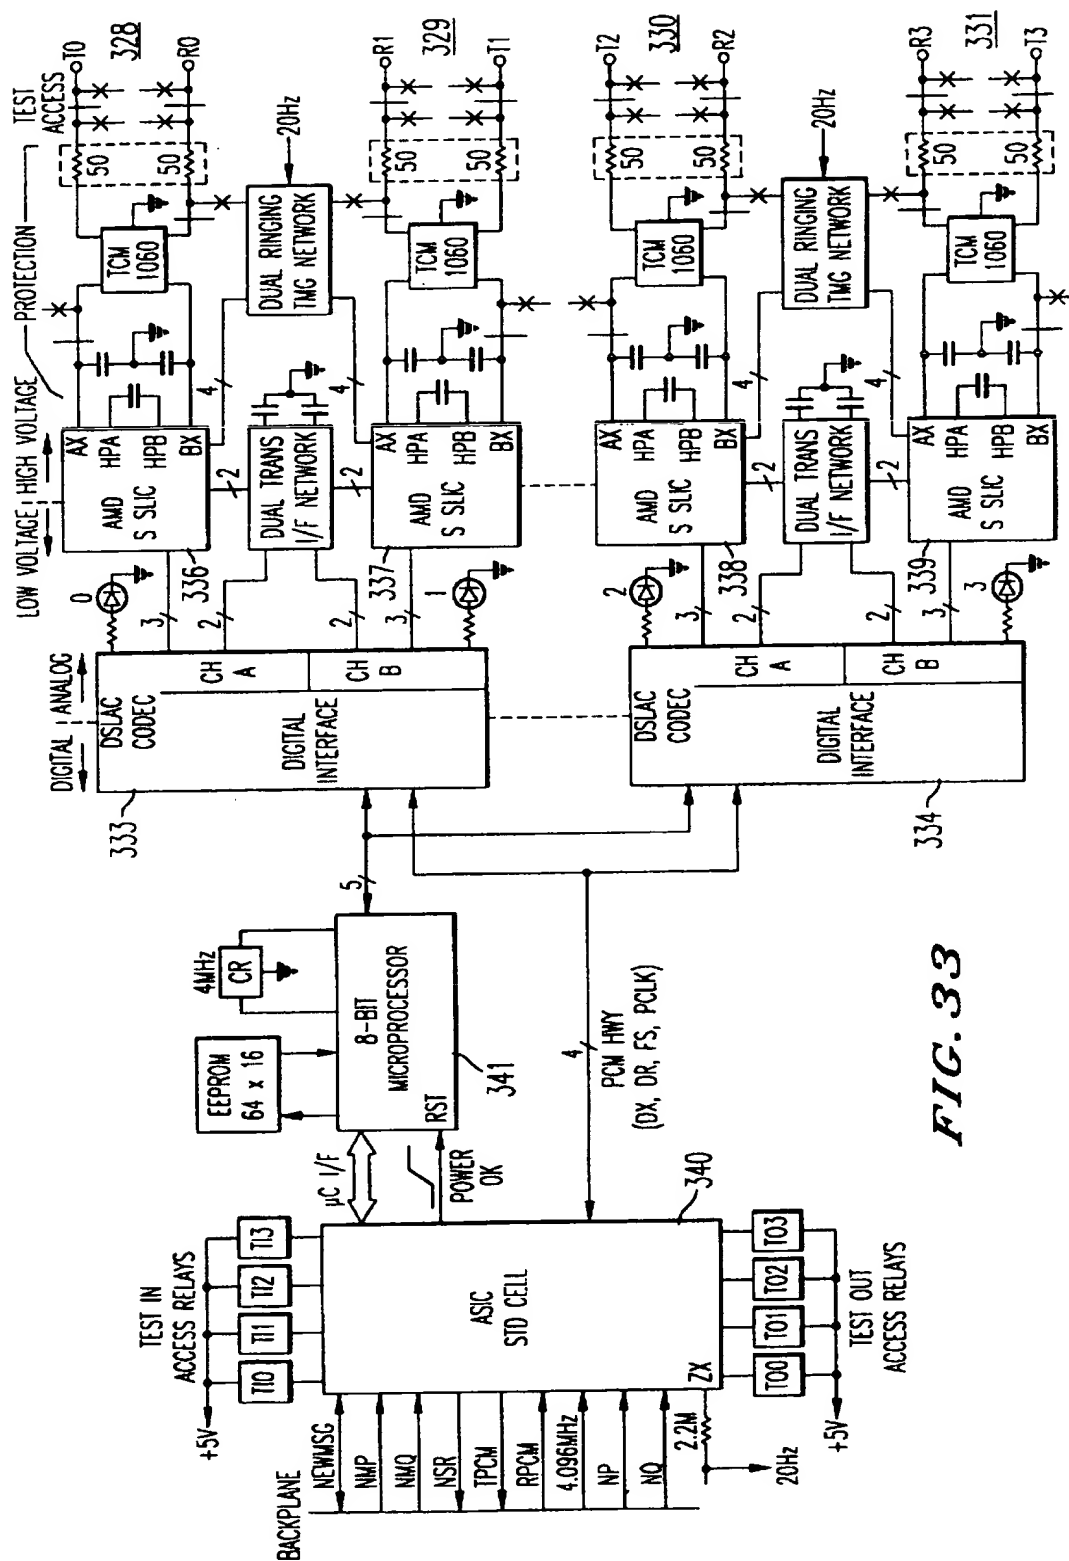 BACKPLANE
NEWMSG
NMP
NMQ
NSR
TPCM
RPCM
4.096MHz
NP
NQ
2.2M
20Hz
+5V
TEST IN
ACCESS RELAYS
TI0
TI1
TI2
TI3
ASIC
STD CELL
ZX
340
+5V
TO0
TO1
TO2
TO3
TEST OUT
ACCESS RELAYS
µC I/F
POWER
OK
EEPROM
64 x 16
4MHz
CR
8-BIT
MICROPROCESSOR
RST
341
5
4
PCM HWY
(DX, DR, FS, PCLK)
DIGITAL
ANALOG
333
DSLAC
CODEC
DIGITAL
INTERFACE
CH
A
CH
B
0
3
2
2
3
1
334
DSLAC
CODEC
DIGITAL
INTERFACE
CH
A
CH
B
2
3
2
2
3
3
LOW VOLTAGE
HIGH VOLTAGE
PROTECTION
TEST
ACCESS
336
AMD
S SLIC
AX
HPA
HPB
BX
TCM
1060
50
50
T0
328
R0
2
DUAL TRANS
I/F NETWORK
2
4
4
DUAL RINGING
TMG NETWORK
20Hz
337
AMD
S SLIC
AX
HPA
HPB
BX
TCM
1060
50
50
R1
329
T1
338
AMD
S SLIC
AX
HPA
HPB
BX
TCM
1060
50
50
T2
330
R2
2
DUAL TRANS
I/F NETWORK
2
4
4
DUAL RINGING
TMG NETWORK
20Hz
339
AMD
S SLIC
AX
HPA
HPB
BX
TCM
1060
50
50
R3
331
T3
FIG. 33